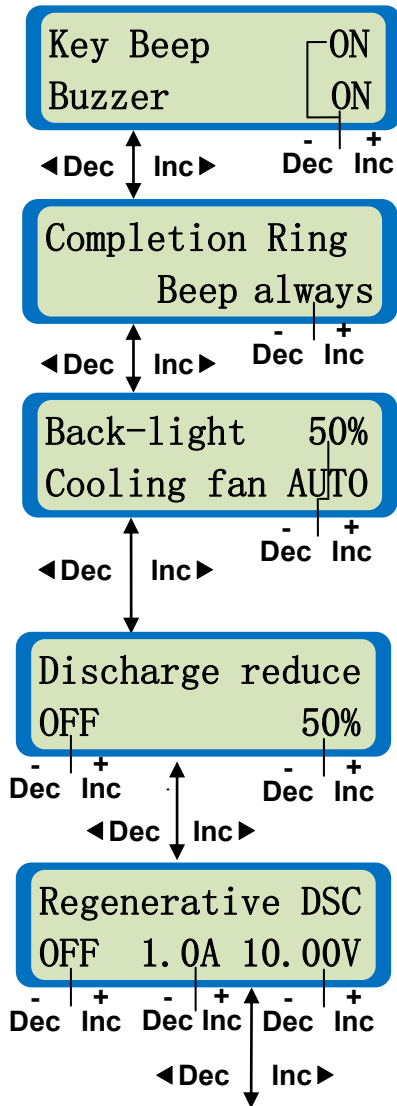 Key Beep ON
Buzzer ON
- +
Dec Inc
◄Dec Inc►
Completion Ring
Beep always
- +
Dec Inc
◄Dec Inc►
Back-light 50%
Cooling fan AUTO
- +
Dec Inc
◄Dec Inc►
Discharge reduce
OFF 50%
- + - +
Dec Inc Dec Inc
◄Dec Inc►
Regenerative DSC
OFF 1.0A 10.00V
- + - + - +
Dec Inc Dec Inc Dec Inc
◄Dec Inc►